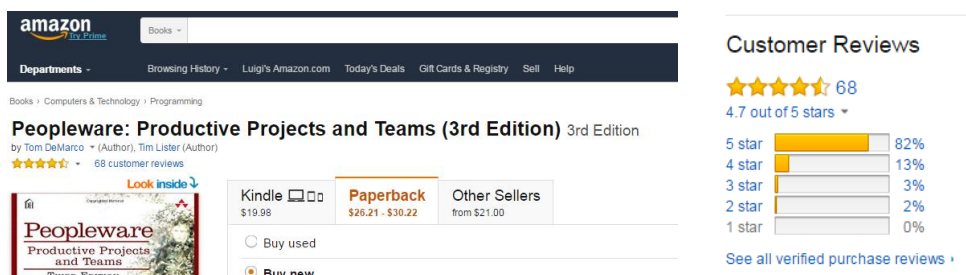 amazon
Try Prime
Books
Departments
Browsing History
Luigi's Amazon.com
Today's Deals
Gift Cards & Registry
Sell
Help
Books › Computers & Technology › Programming
Peopleware: Productive Projects and Teams (3rd Edition) 3rd Edition
by Tom DeMarco (Author), Tim Lister (Author)
68 customer reviews
Look inside
Peopleware
Productive Projects
and Teams
Kindle
$19.98
Paperback
$26.21 - $30.22
Other Sellers
from $21.00
Buy used
Buy new
Customer Reviews
68
4.7 out of 5 stars
5 star 82%
4 star 13%
3 star 3%
2 star 2%
1 star 0%
See all verified purchase reviews ›